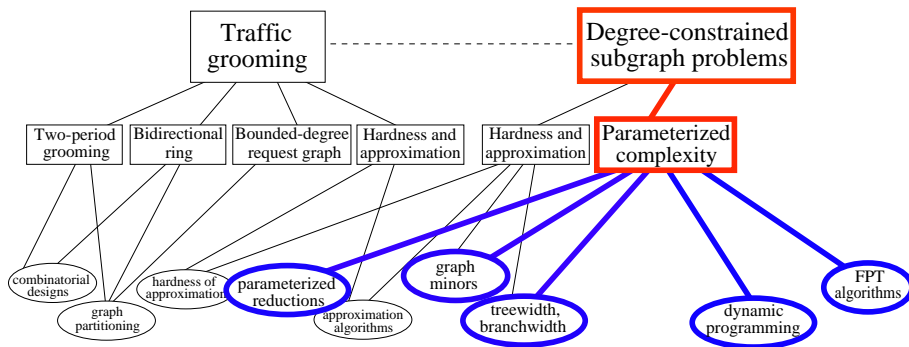 Traffic
grooming
Degree-constrained
subgraph problems
Two-period
grooming
Bidirectional
ring
Bounded-degree
request graph
Hardness and
approximation
Hardness and
approximation
Parameterized
complexity
combinatorial
designs
graph
partitioning
hardness of
approximation
parameterized
reductions
approximation
algorithms
graph
minors
treewidth,
branchwidth
dynamic
programming
FPT
algorithms